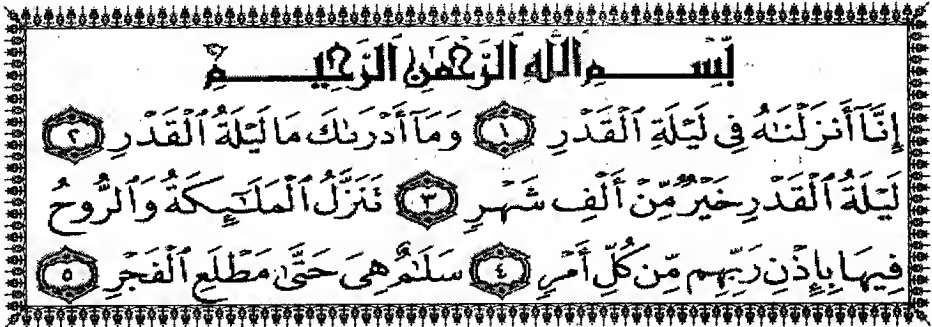 بِّسْمِ ٱللَّهِ ٱلرَّحْمَٰنِ ٱلرَّحِيمِ
إِنَّآ أَنزَلْنَٰهُ فِى لَيْلَةِ ٱلْقَدْرِ ١ وَمَآ أَدْرَىٰكَ مَا لَيْلَةُ ٱلْقَدْرِ ٢
لَيْلَةُ ٱلْقَدْرِ خَيْرٌ مِّنْ أَلْفِ شَهْرٍ ٣ تَنَزَّلُ ٱلْمَلَٰٓئِكَةُ وَٱلرُّوحُ
فِيهَا بِإِذْنِ رَبِّهِم مِّن كُلِّ أَمْرٍ ٤ سَلَٰمٌ هِىَ حَتَّىٰ مَطْلَعِ ٱلْفَجْرِ ٥